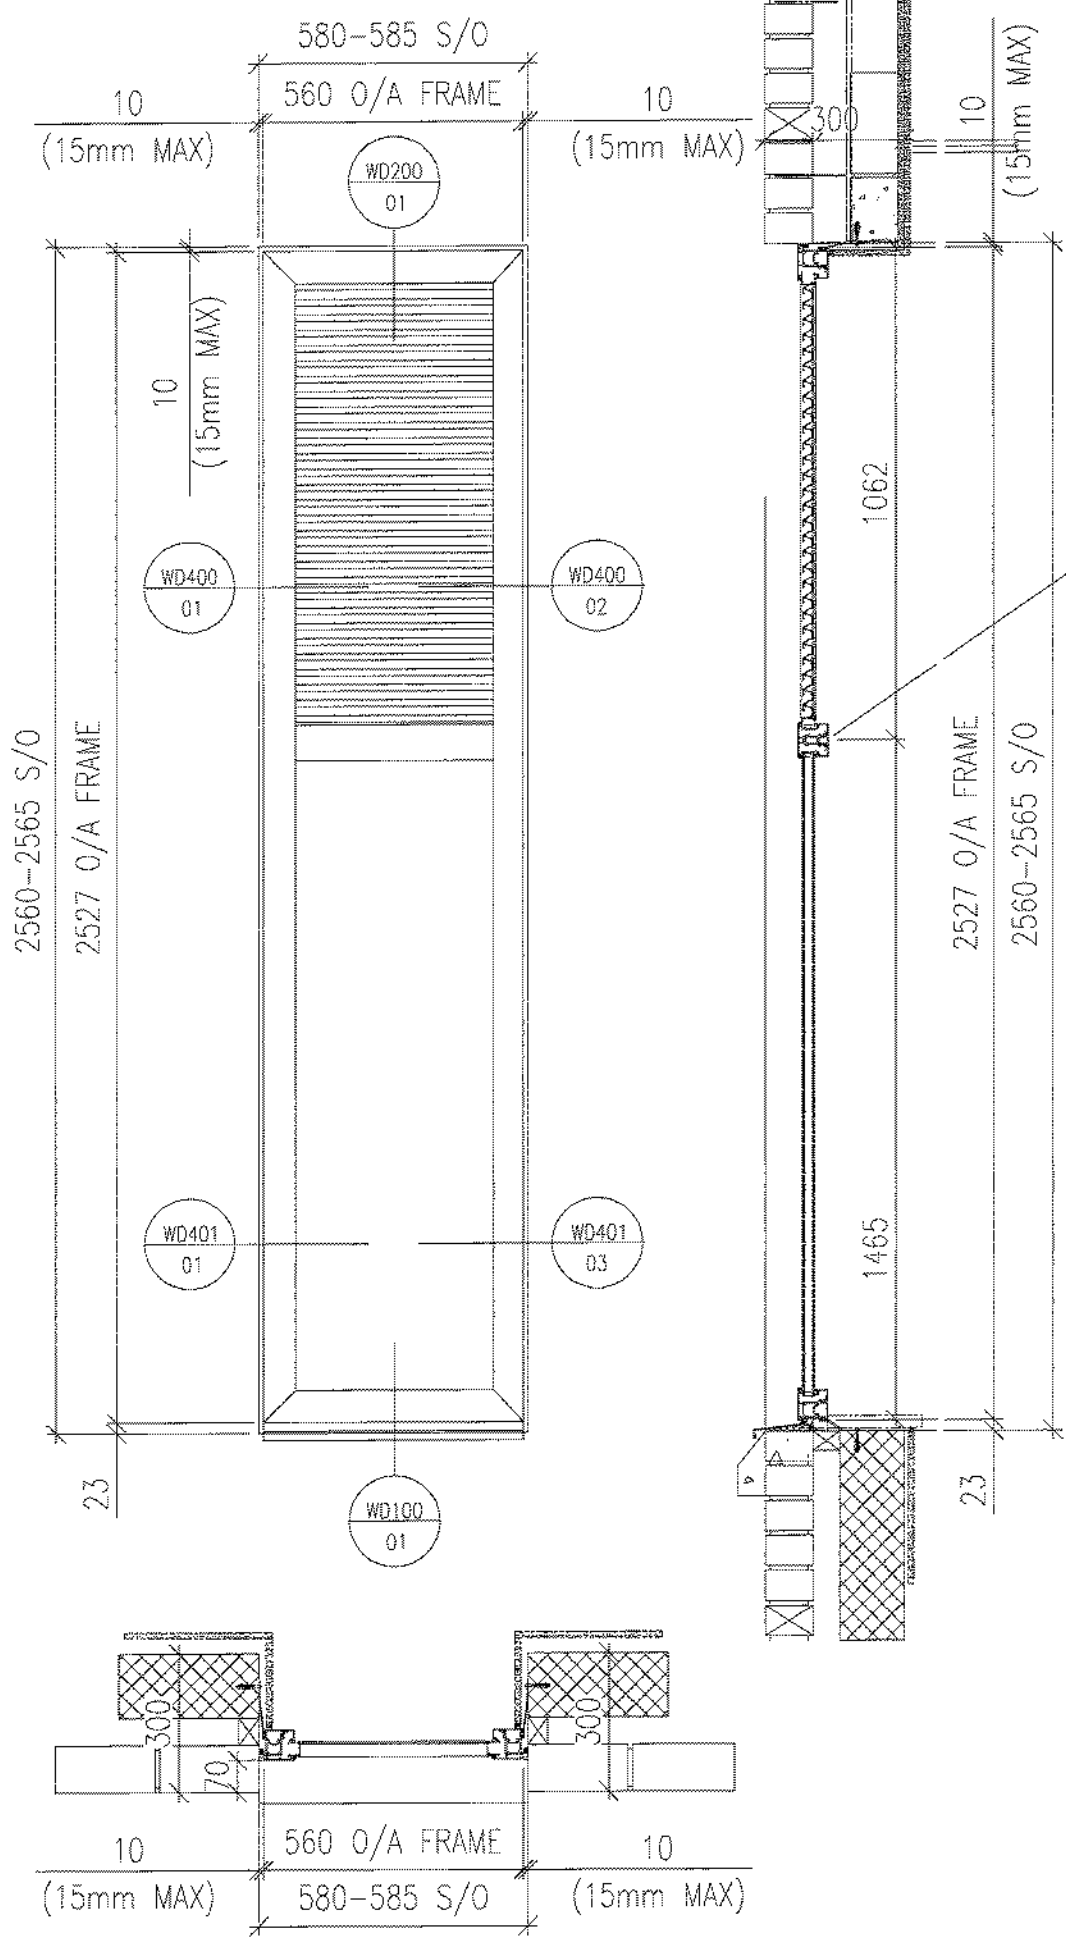 580-585 S/O
560 O/A FRAME
10
(15mm MAX)
10
(15mm MAX)
WD200
01
300
10
(15mm MAX)
10
(15mm MAX)
WD400
01
WD400
02
1062
2560-2565 S/O
2527 O/A FRAME
2527 O/A FRAME
2560-2565 S/O
WD401
01
WD401
03
1465
23
WD100
01
4
23
300
70
300
10
(15mm MAX)
560 O/A FRAME
580-585 S/O
10
(15mm MAX)